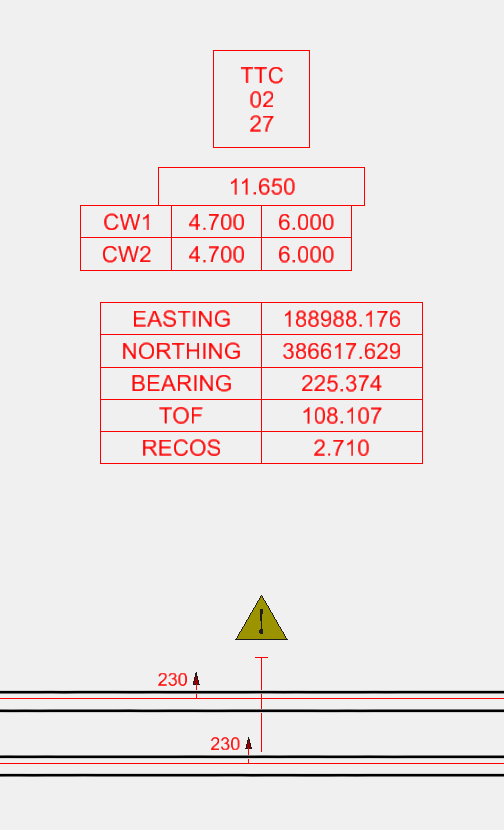 TTC
02
27
11.650
CW1 4.700 6.000
CW2 4.700 6.000
EASTING 188988.176
NORTHING 386617.629
BEARING 225.374
TOF 108.107
RECOS 2.710
!
230
230